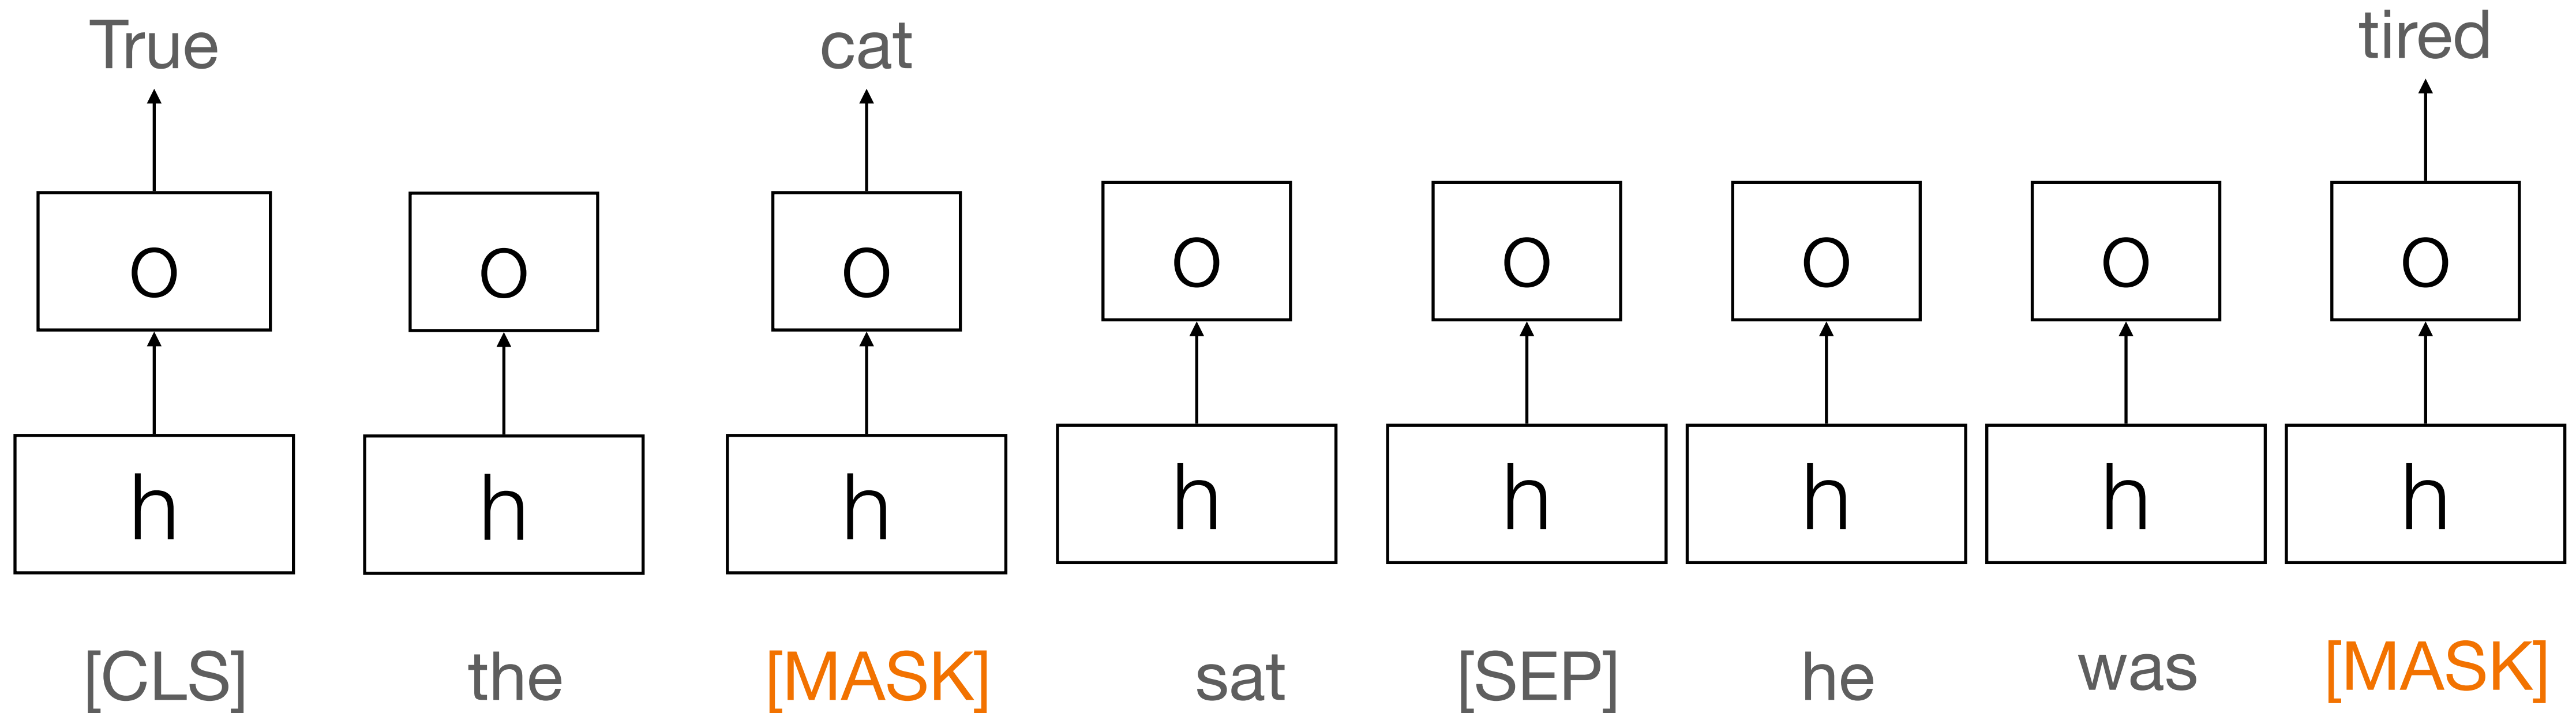 True cat tired
o o o o o o o o
h h h h h h h h
[CLS] the [MASK] sat [SEP] he was [MASK]